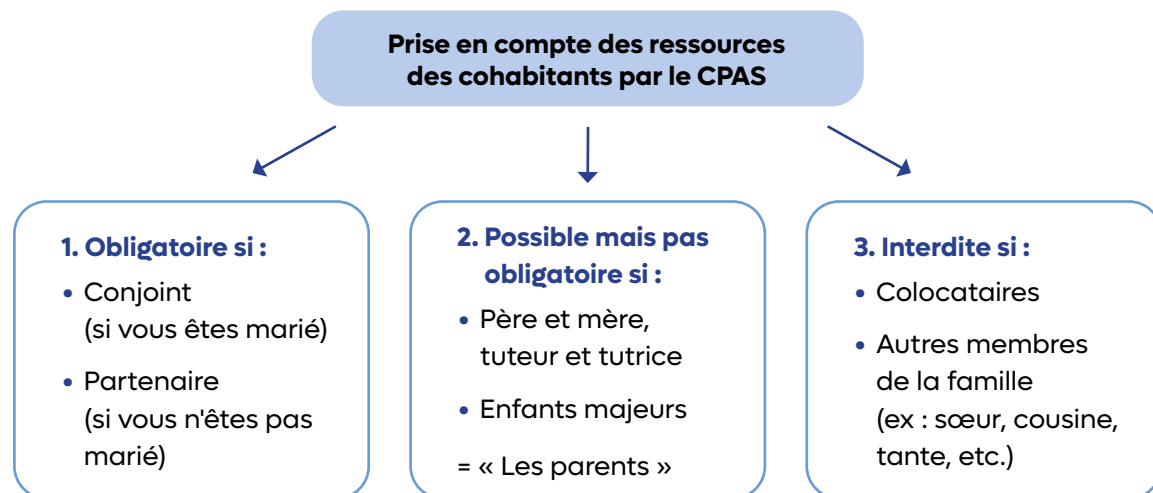 Prise en compte des ressources
des cohabitants par le CPAS
1. Obligatoire si :
• Conjoint
(si vous êtes marié)
• Partenaire
(si vous n'êtes pas
marié)
2. Possible mais pas
obligatoire si :
• Père et mère,
tuteur et tutrice
• Enfants majeurs
= « Les parents »
3. Interdite si :
• Colocataires
• Autres membres
de la famille
(ex : sœur, cousine,
tante, etc.)